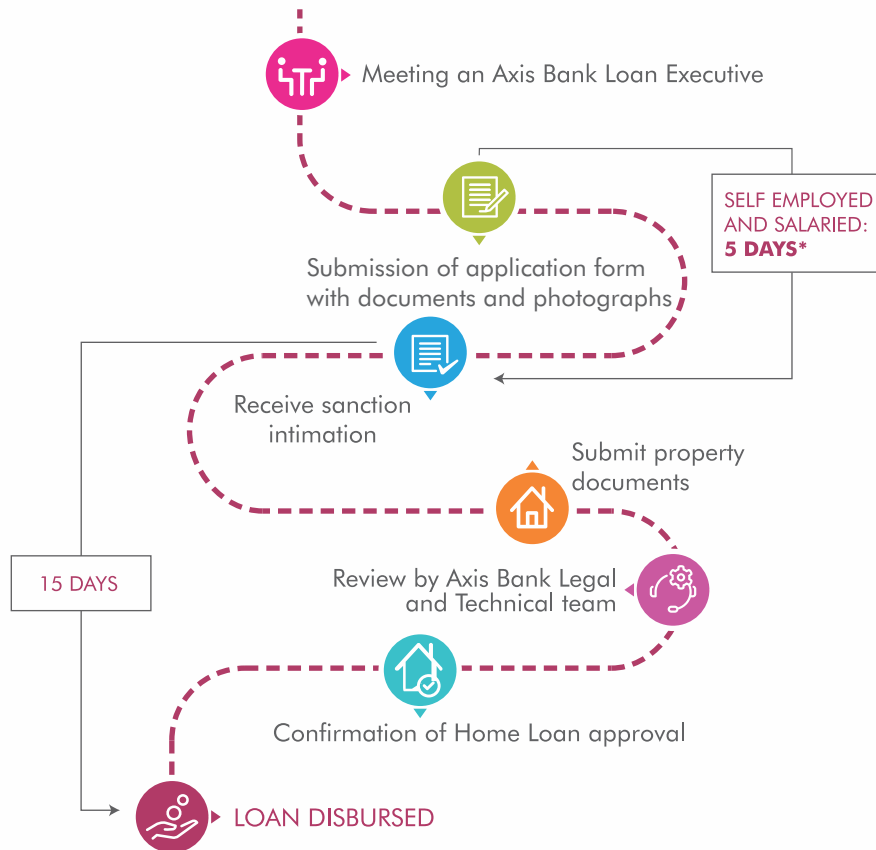 Meeting an Axis Bank Loan Executive
SELF EMPLOYED
AND SALARIED:
5 DAYS*
Submission of application form
with documents and photographs
Receive sanction
intimation
Submit property
documents
15 DAYS
Review by Axis Bank Legal
and Technical team
Confirmation of Home Loan approval
LOAN DISBURSED